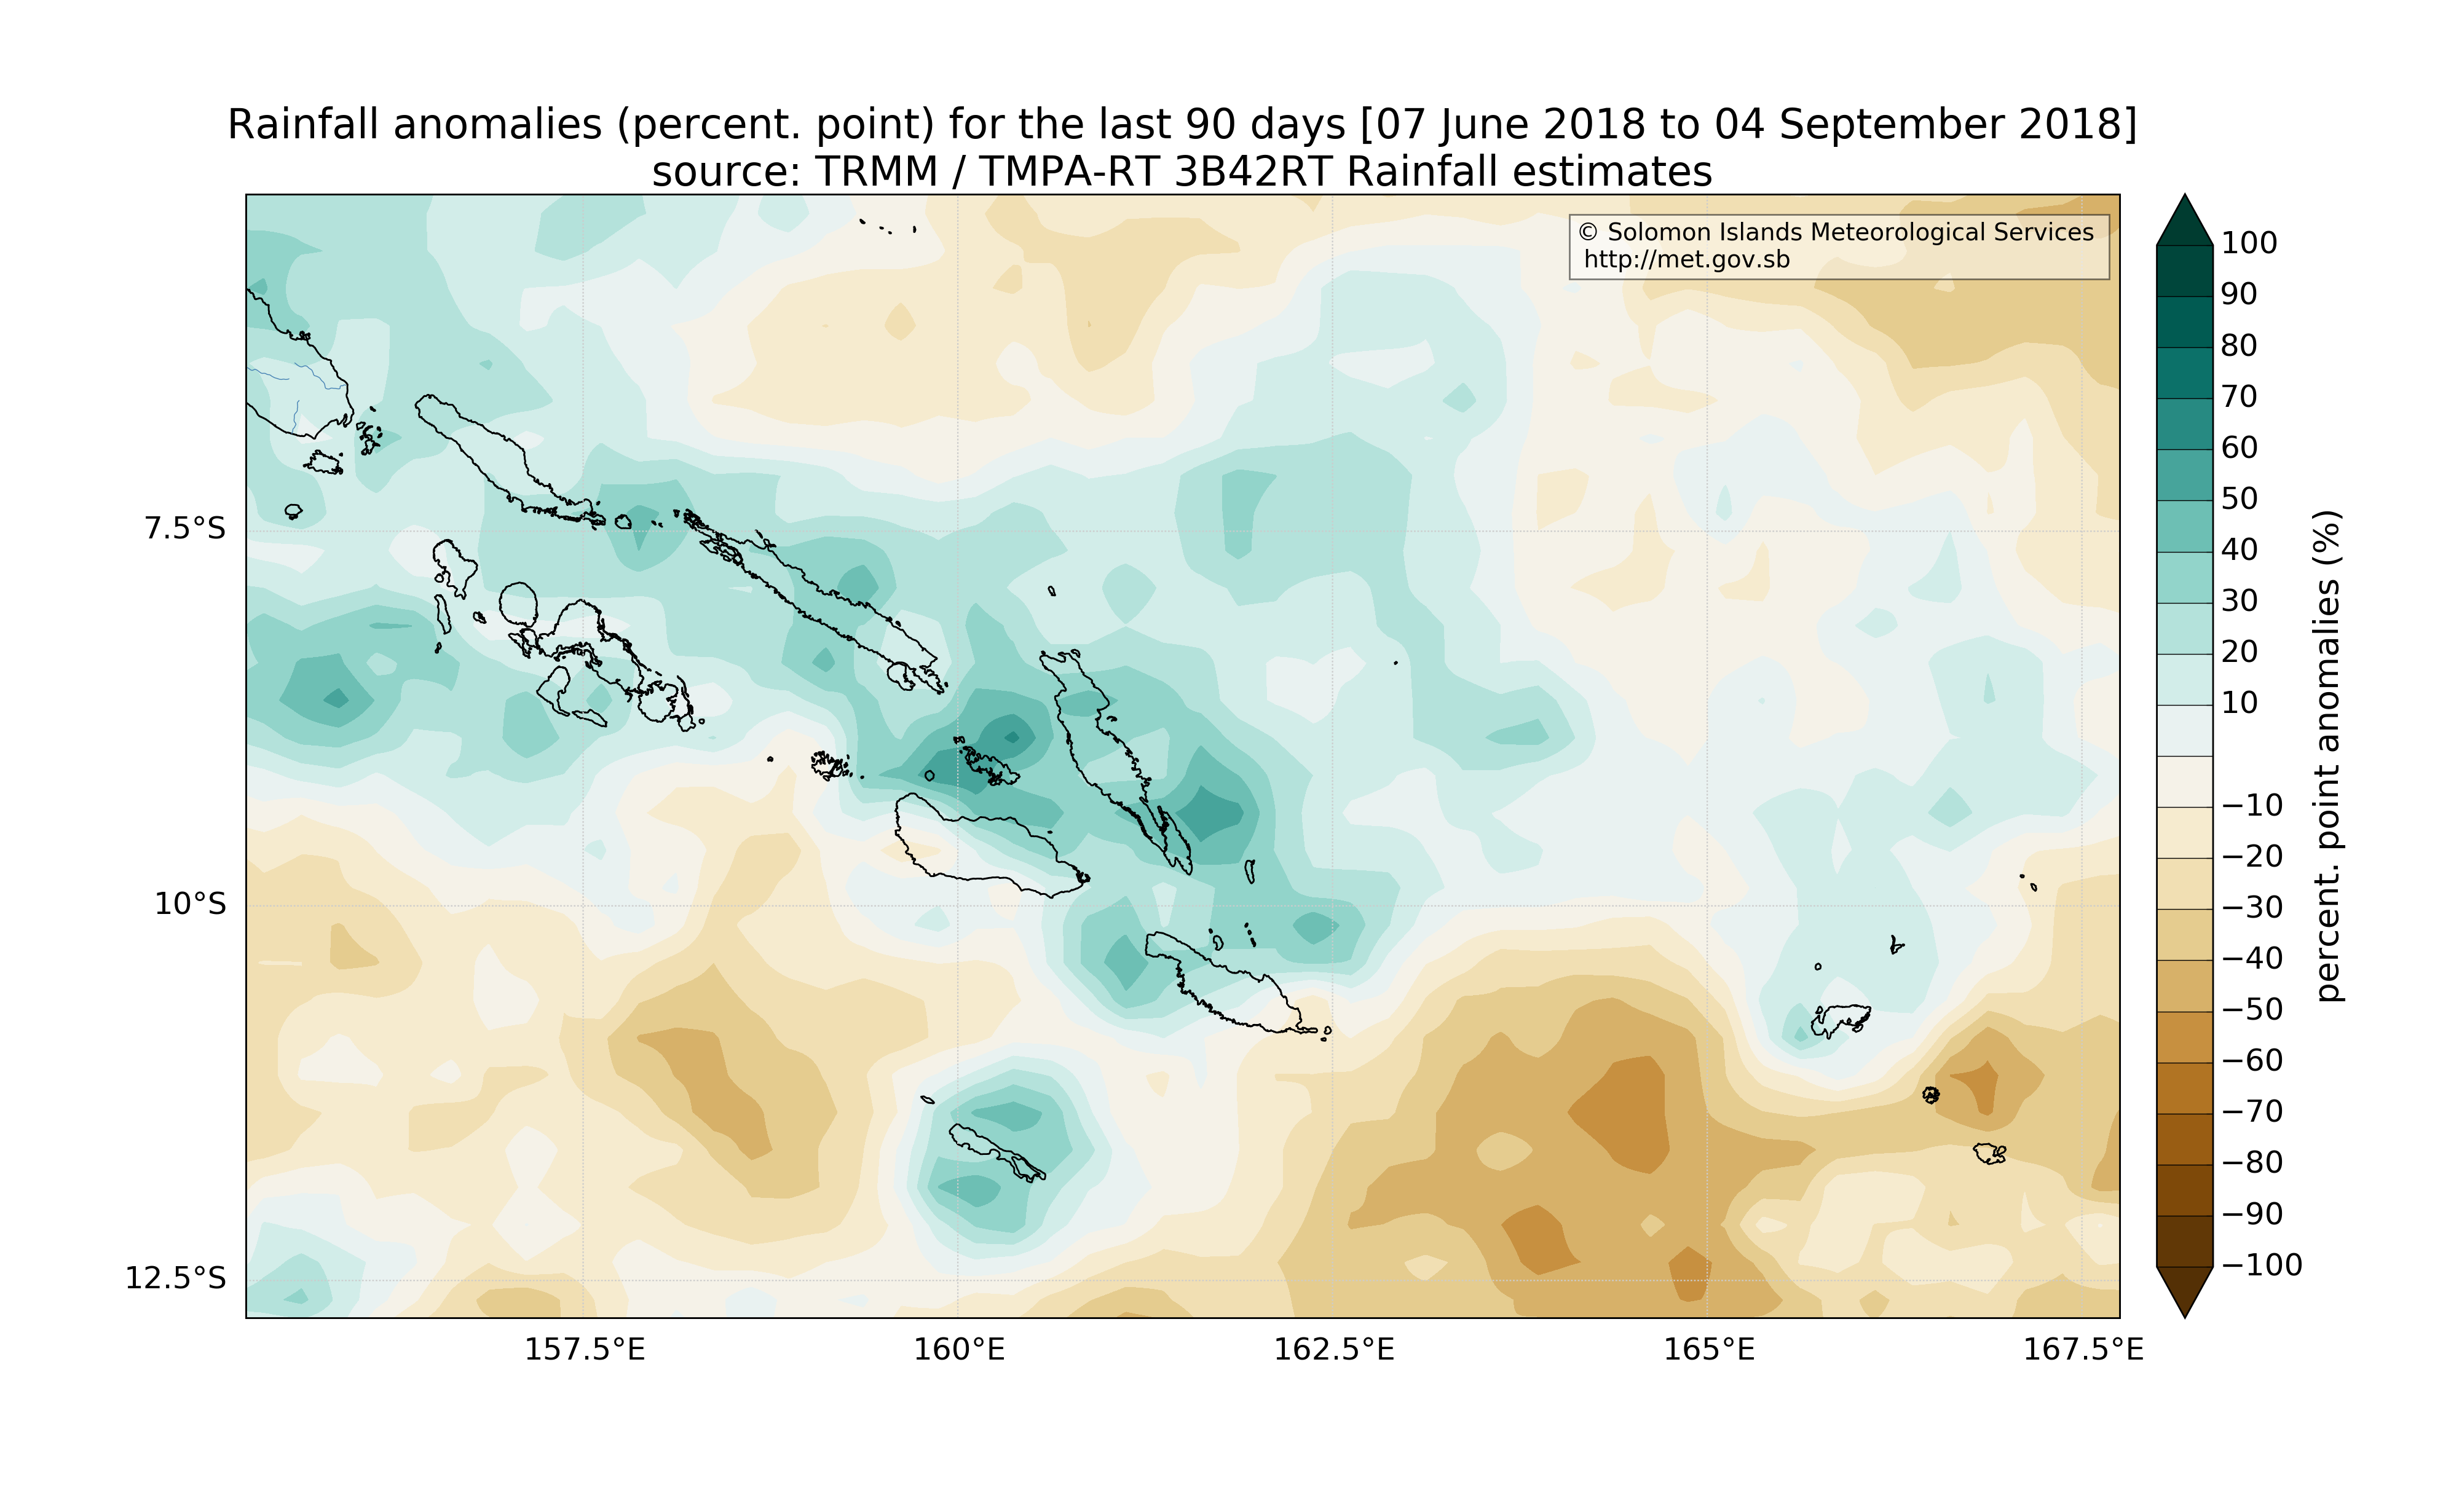 Rainfall anomalies (percent. point) for the last 90 days [07 June 2018 to 04 September 2018]
source: TRMM / TMPA-RT 3B42RT Rainfall estimates
© Solomon Islands Meteorological Services
http://met.gov.sb
7.5°S
10°S
12.5°S
157.5°E
160°E
162.5°E
165°E
167.5°E
100
90
80
70
60
50
40
30
20
10
−10
−20
−30
−40
−50
−60
−70
−80
−90
−100
percent. point anomalies (%)